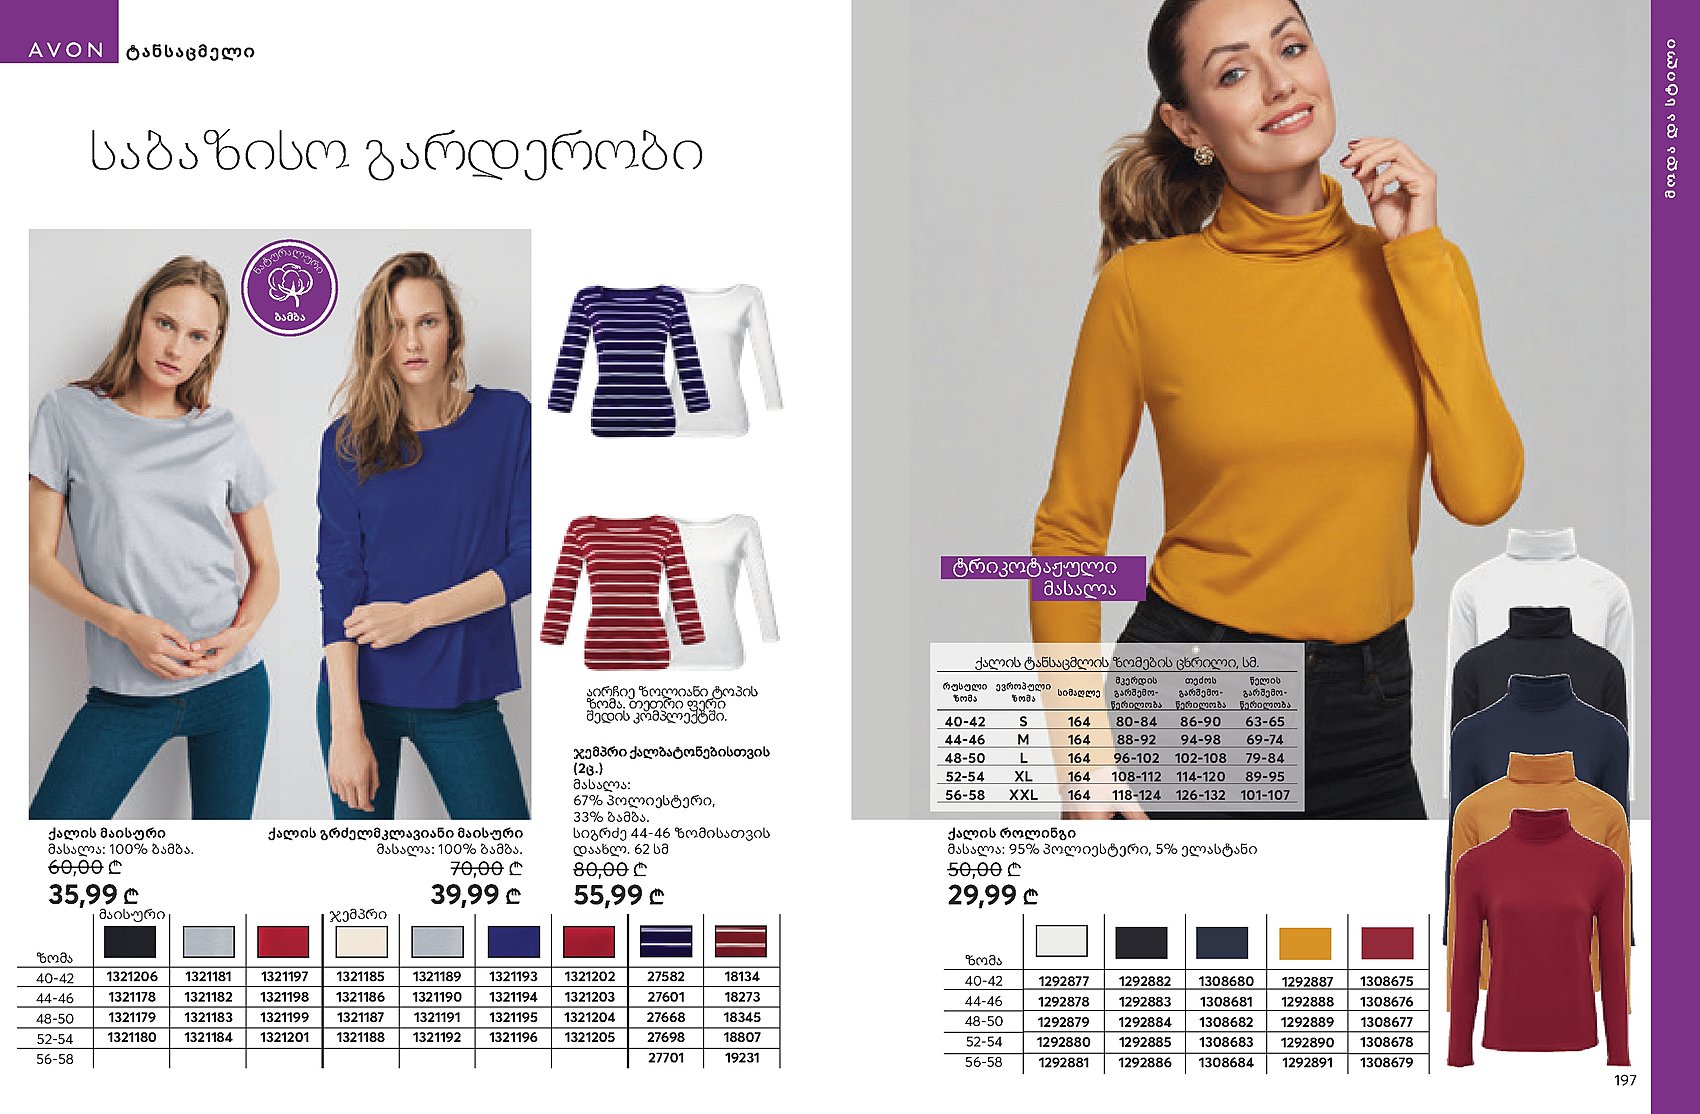 AVON ტანსაცმელი
საბაზისო გარდერობი
ნატურალური
ბამბა
აირჩიე ზოლიანი ტოპის
ზომა. თეთრი ფერი
შედის კომპლექტში.
ჯემპრი ქალბატონებისთვის
(2ც.)
მასალა:
67% პოლიესტერი,
33% ბამბა.
სიგრძე 44-46 ზომისათვის
დაახლ. 62 სმ
80,00 ₾
55,99 ₾
ქალის მაისური
მასალა: 100% ბამბა.
60,00 ₾
35,99 ₾
ქალის გრძელმკლავიანი მაისური
მასალა: 100% ბამბა.
70,00 ₾
39,99 ₾
მაისური ჯემპრი
ზომა
40-42 1321206 1321181 1321197 1321185 1321189 1321193 1321202 27582 18134
44-46 1321178 1321182 1321198 1321186 1321190 1321194 1321203 27601 18273
48-50 1321179 1321183 1321199 1321187 1321191 1321195 1321204 27668 18345
52-54 1321180 1321184 1321201 1321188 1321192 1321196 1321205 27698 18807
56-58 27701 19231
მოდა და სტილი
ტრიკოტაჟული
მასალა
ქალის ტანსაცმლის ზომების ცხრილი, სმ.
რუსული ზომა ევროპული ზომა სიმაღლე მკერდის გარშემო-წერილობა თეძოს გარშემო-წერილობა წელის გარშემო-წერილობა
40-42 S 164 80-84 86-90 63-65
44-46 M 164 88-92 94-98 69-74
48-50 L 164 96-102 102-108 79-84
52-54 XL 164 108-112 114-120 89-95
56-58 XXL 164 118-124 126-132 101-107
ქალის როლინგი
მასალა: 95% პოლიესტერი, 5% ელასტანი
50,00 ₾
29,99 ₾
ზომა
40-42 1292877 1292882 1308680 1292887 1308675
44-46 1292878 1292883 1308681 1292888 1308676
48-50 1292879 1292884 1308682 1292889 1308677
52-54 1292880 1292885 1308683 1292890 1308678
56-58 1292881 1292886 1308684 1292891 1308679
197